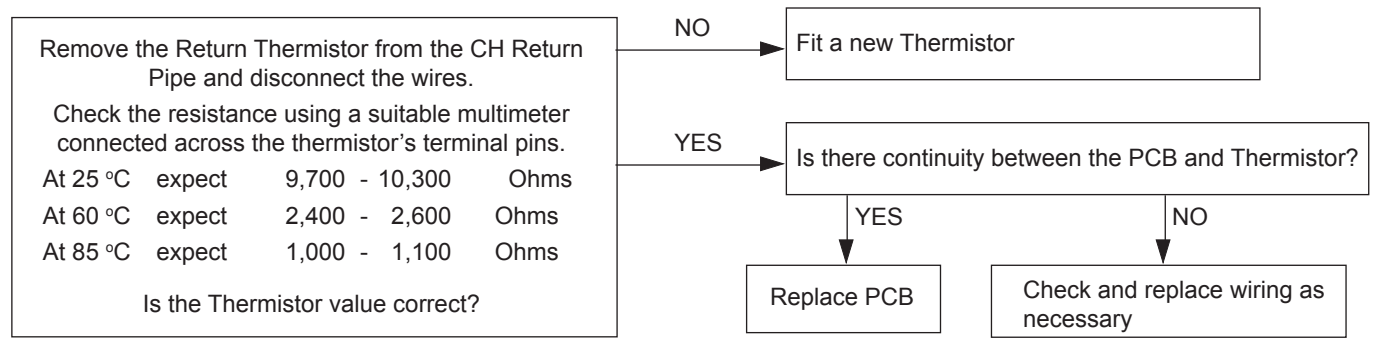 Remove the Return Thermistor from the CH Return
Pipe and disconnect the wires.
Check the resistance using a suitable multimeter
connected across the thermistor's terminal pins.
At 25 °C expect 9,700 - 10,300 Ohms
At 60 °C expect 2,400 - 2,600 Ohms
At 85 °C expect 1,000 - 1,100 Ohms
Is the Thermistor value correct?
NO
Fit a new Thermistor
YES
Is there continuity between the PCB and Thermistor?
YES
Replace PCB
NO
Check and replace wiring as
necessary